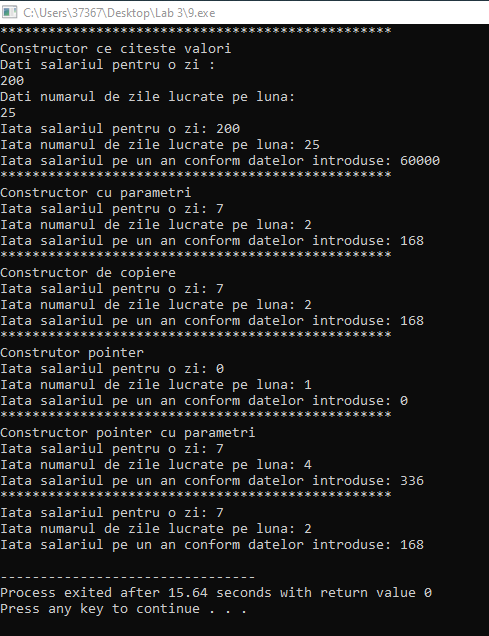 C:\Users\37367\Desktop\Lab 3\9.exe
*************************************************
Constructor ce citeste valori
Dati salariul pentru o zi :
200
Dati numarul de zile lucrate pe luna:
25
Iata salariul pentru o zi: 200
Iata numarul de zile lucrate pe luna: 25
Iata salariul pe un an conform datelor introduse: 60000
*************************************************
Constructor cu parametri
Iata salariul pentru o zi: 7
Iata numarul de zile lucrate pe luna: 2
Iata salariul pe un an conform datelor introduse: 168
*************************************************
Constructor de copiere
Iata salariul pentru o zi: 7
Iata numarul de zile lucrate pe luna: 2
Iata salariul pe un an conform datelor introduse: 168
*************************************************
Construtor pointer
Iata salariul pentru o zi: 0
Iata numarul de zile lucrate pe luna: 1
Iata salariul pe un an conform datelor introduse: 0
*************************************************
Constructor pointer cu parametri
Iata salariul pentru o zi: 7
Iata numarul de zile lucrate pe luna: 4
Iata salariul pe un an conform datelor introduse: 336
*************************************************
Iata salariul pentru o zi: 7
Iata numarul de zile lucrate pe luna: 2
Iata salariul pe un an conform datelor introduse: 168
--------------------------------
Process exited after 15.64 seconds with return value 0
Press any key to continue . . .